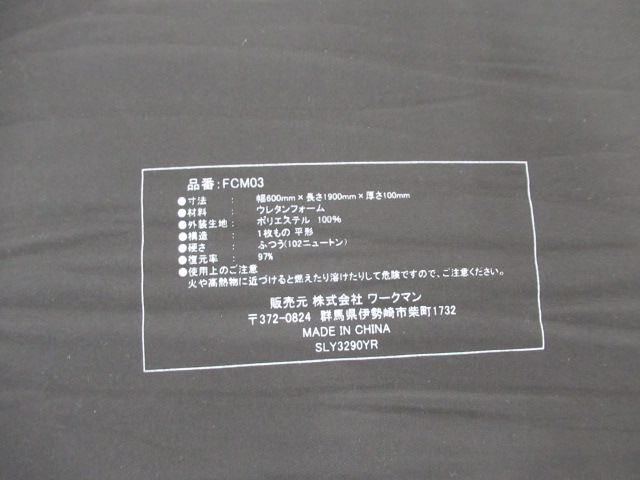 品番:FCM03
●寸法 : 幅600mm×長さ1900mm×厚さ100mm
●材料 : ウレタンフォーム
●外装生地: ポリエステル 100%
●構造 : 1枚もの 平形
●硬さ : ふつう(102ニュートン)
●復元率 : 97%
●使用上のご注意
火や高熱物に近づけると燃えたり溶けたりして危険ですので、ご注意ください。
販売元 株式会社 ワークマン
〒372-0824 群馬県伊勢崎市柴町1732
MADE IN CHINA
SLY3290YR